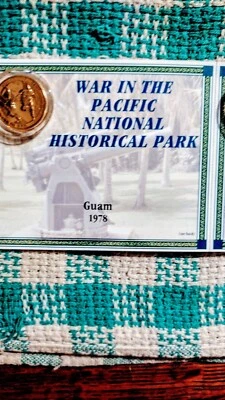 WAR IN THE
PACIFIC
NATIONAL
HISTORICAL PARK
Guam
1978